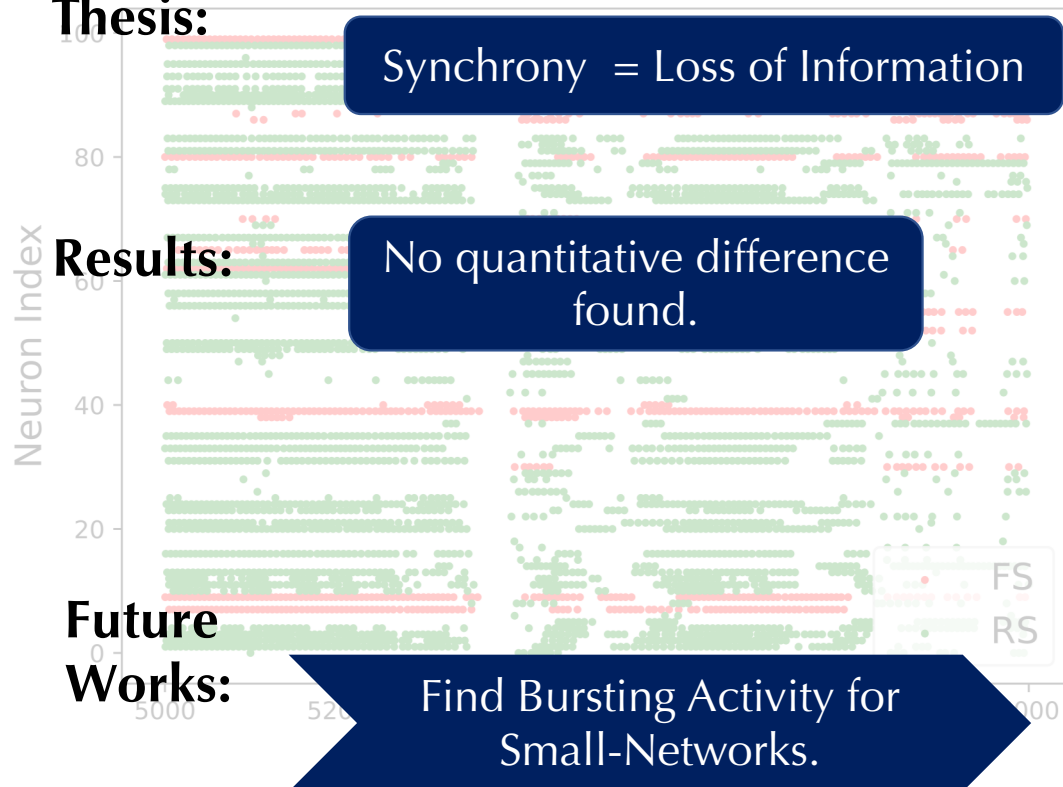 Thesis:
Synchrony = Loss of Information
Results:
No quantitative difference
found.
Future
Works:
Find Bursting Activity for
Small-Networks.
Neuron Index
100
80
60
40
20
0
5000
FS
RS